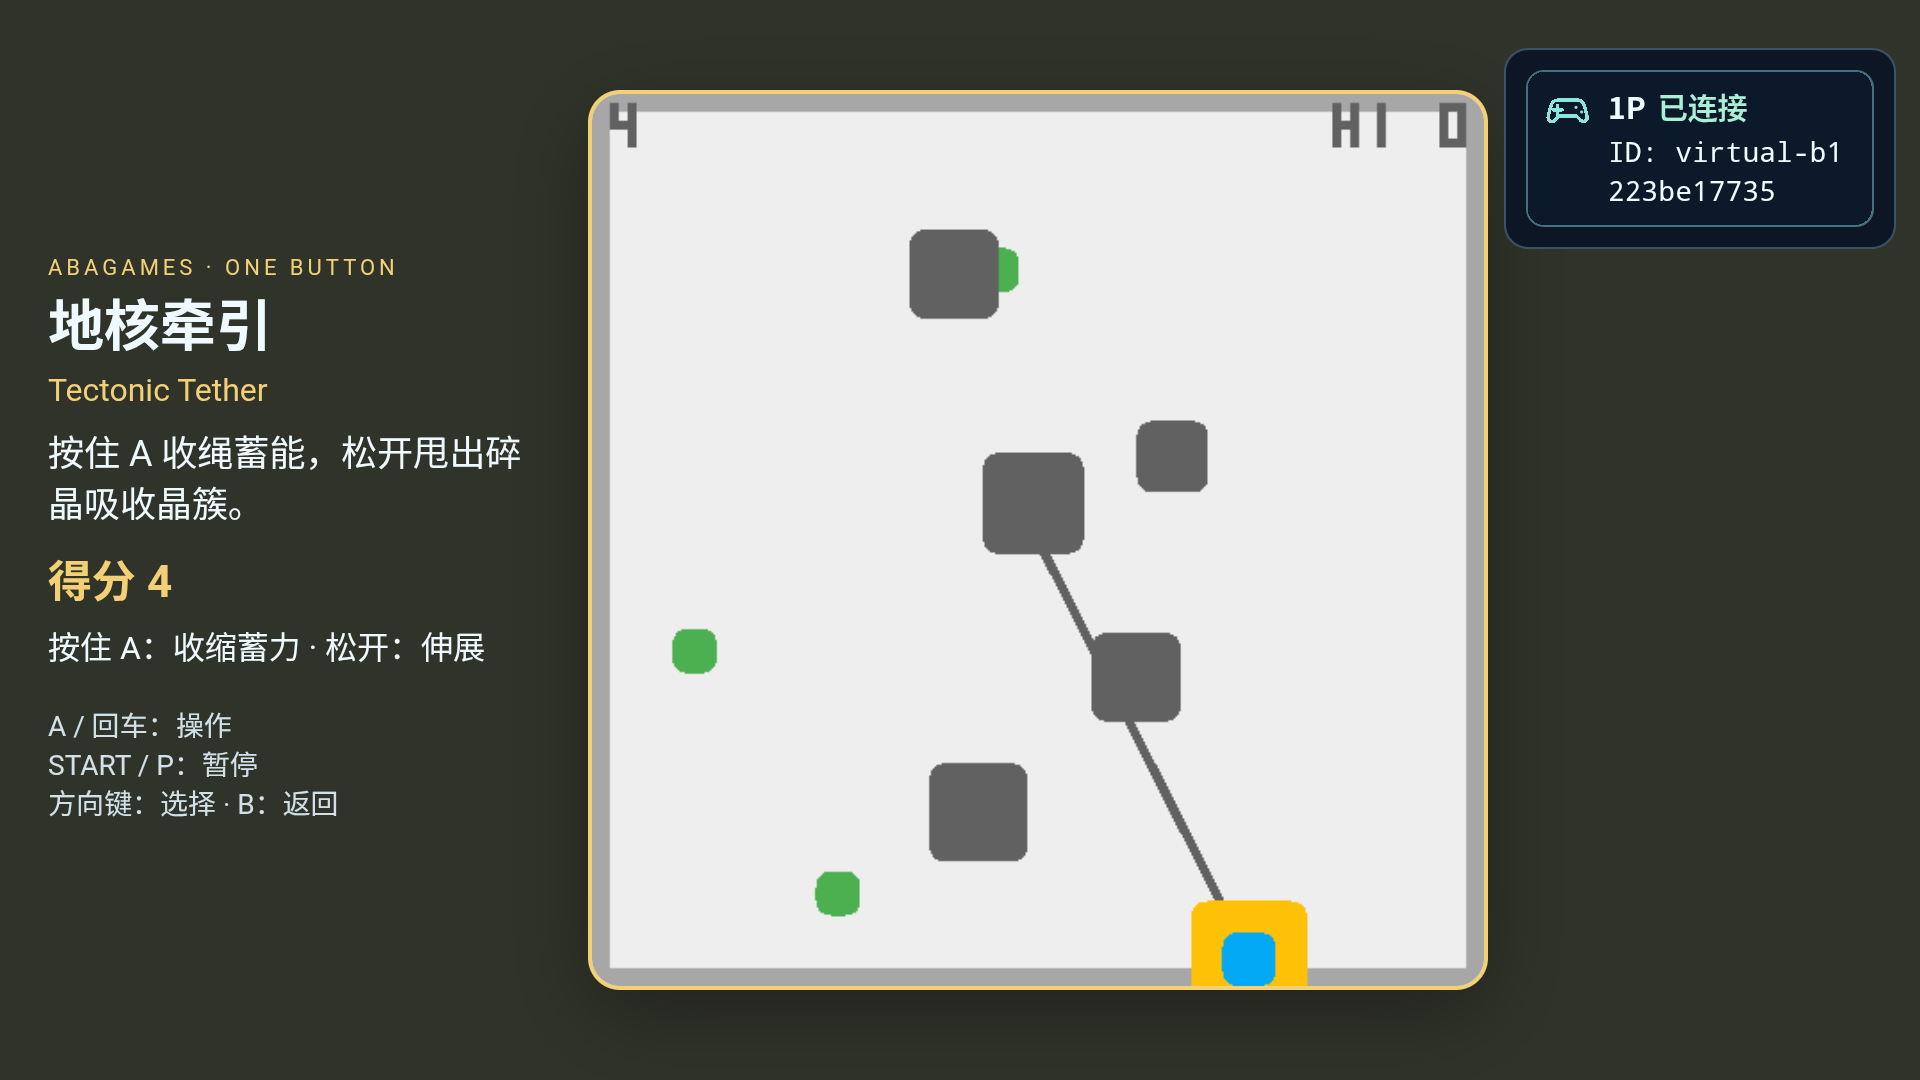 ABAGAMES · ONE BUTTON
地核牵引
Tectonic Tether
按住 A 收绳蓄能，松开甩出碎
晶吸收晶簇。
得分 4
按住 A：收缩蓄力 · 松开：伸展
A / 回车：操作
START / P：暂停
方向键：选择 · B：返回
4
HI 0
1P 已连接
ID: virtual-b1
223be17735